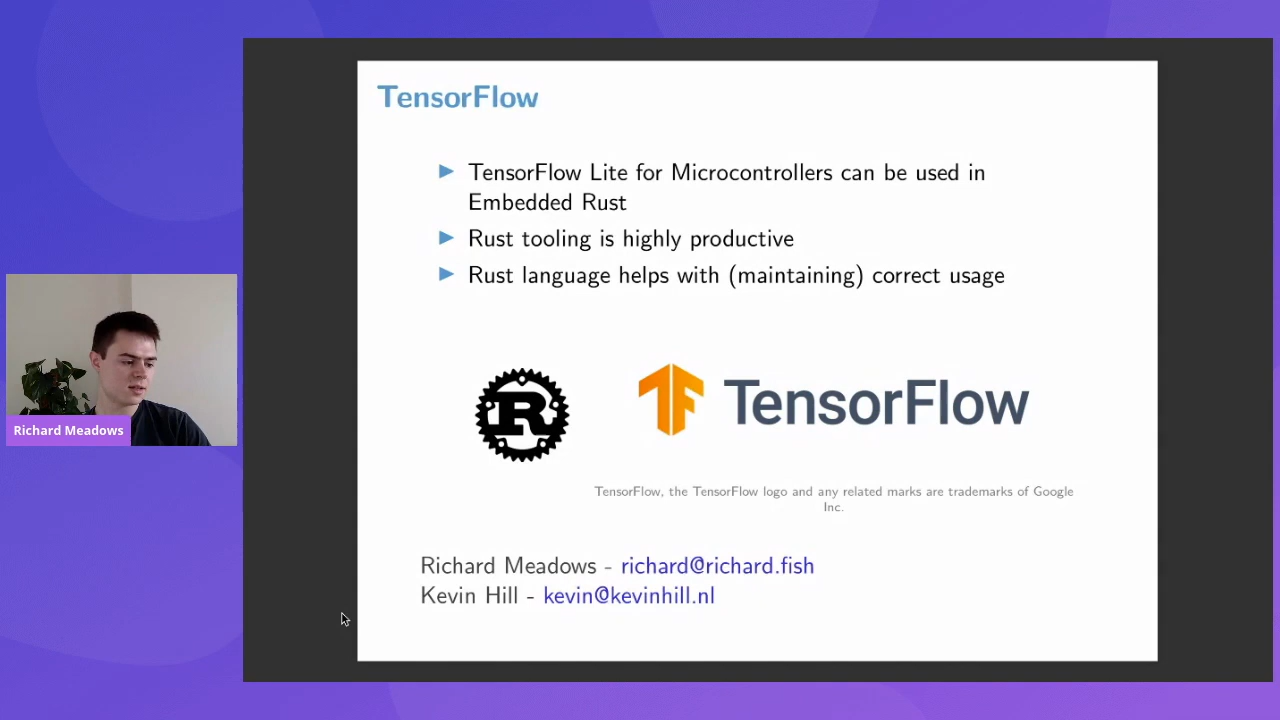 TensorFlow
TensorFlow Lite for Microcontrollers can be used in
Embedded Rust
Rust tooling is highly productive
Rust language helps with (maintaining) correct usage
R
TensorFlow
TensorFlow, the TensorFlow logo and any related marks are trademarks of Google
Inc.
Richard Meadows
Richard Meadows - richard@richard.fish
Kevin Hill - kevin@kevinhill.nl